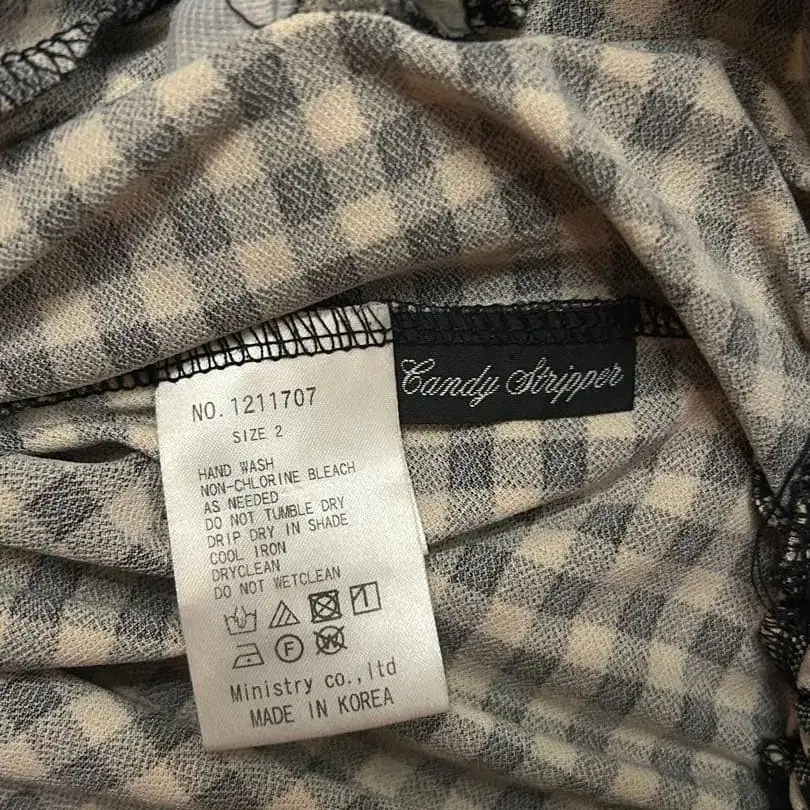 Candy Stripper
NO. 1211707
SIZE 2
HAND WASH
NON-CHLORINE BLEACH
AS NEEDED
DO NOT TUMBLE DRY
DRIP DRY IN SHADE
COOL IRON
DRYCLEAN
DO NOT WETCLEAN
F W
Ministry co.,ltd
MADE IN KOREA